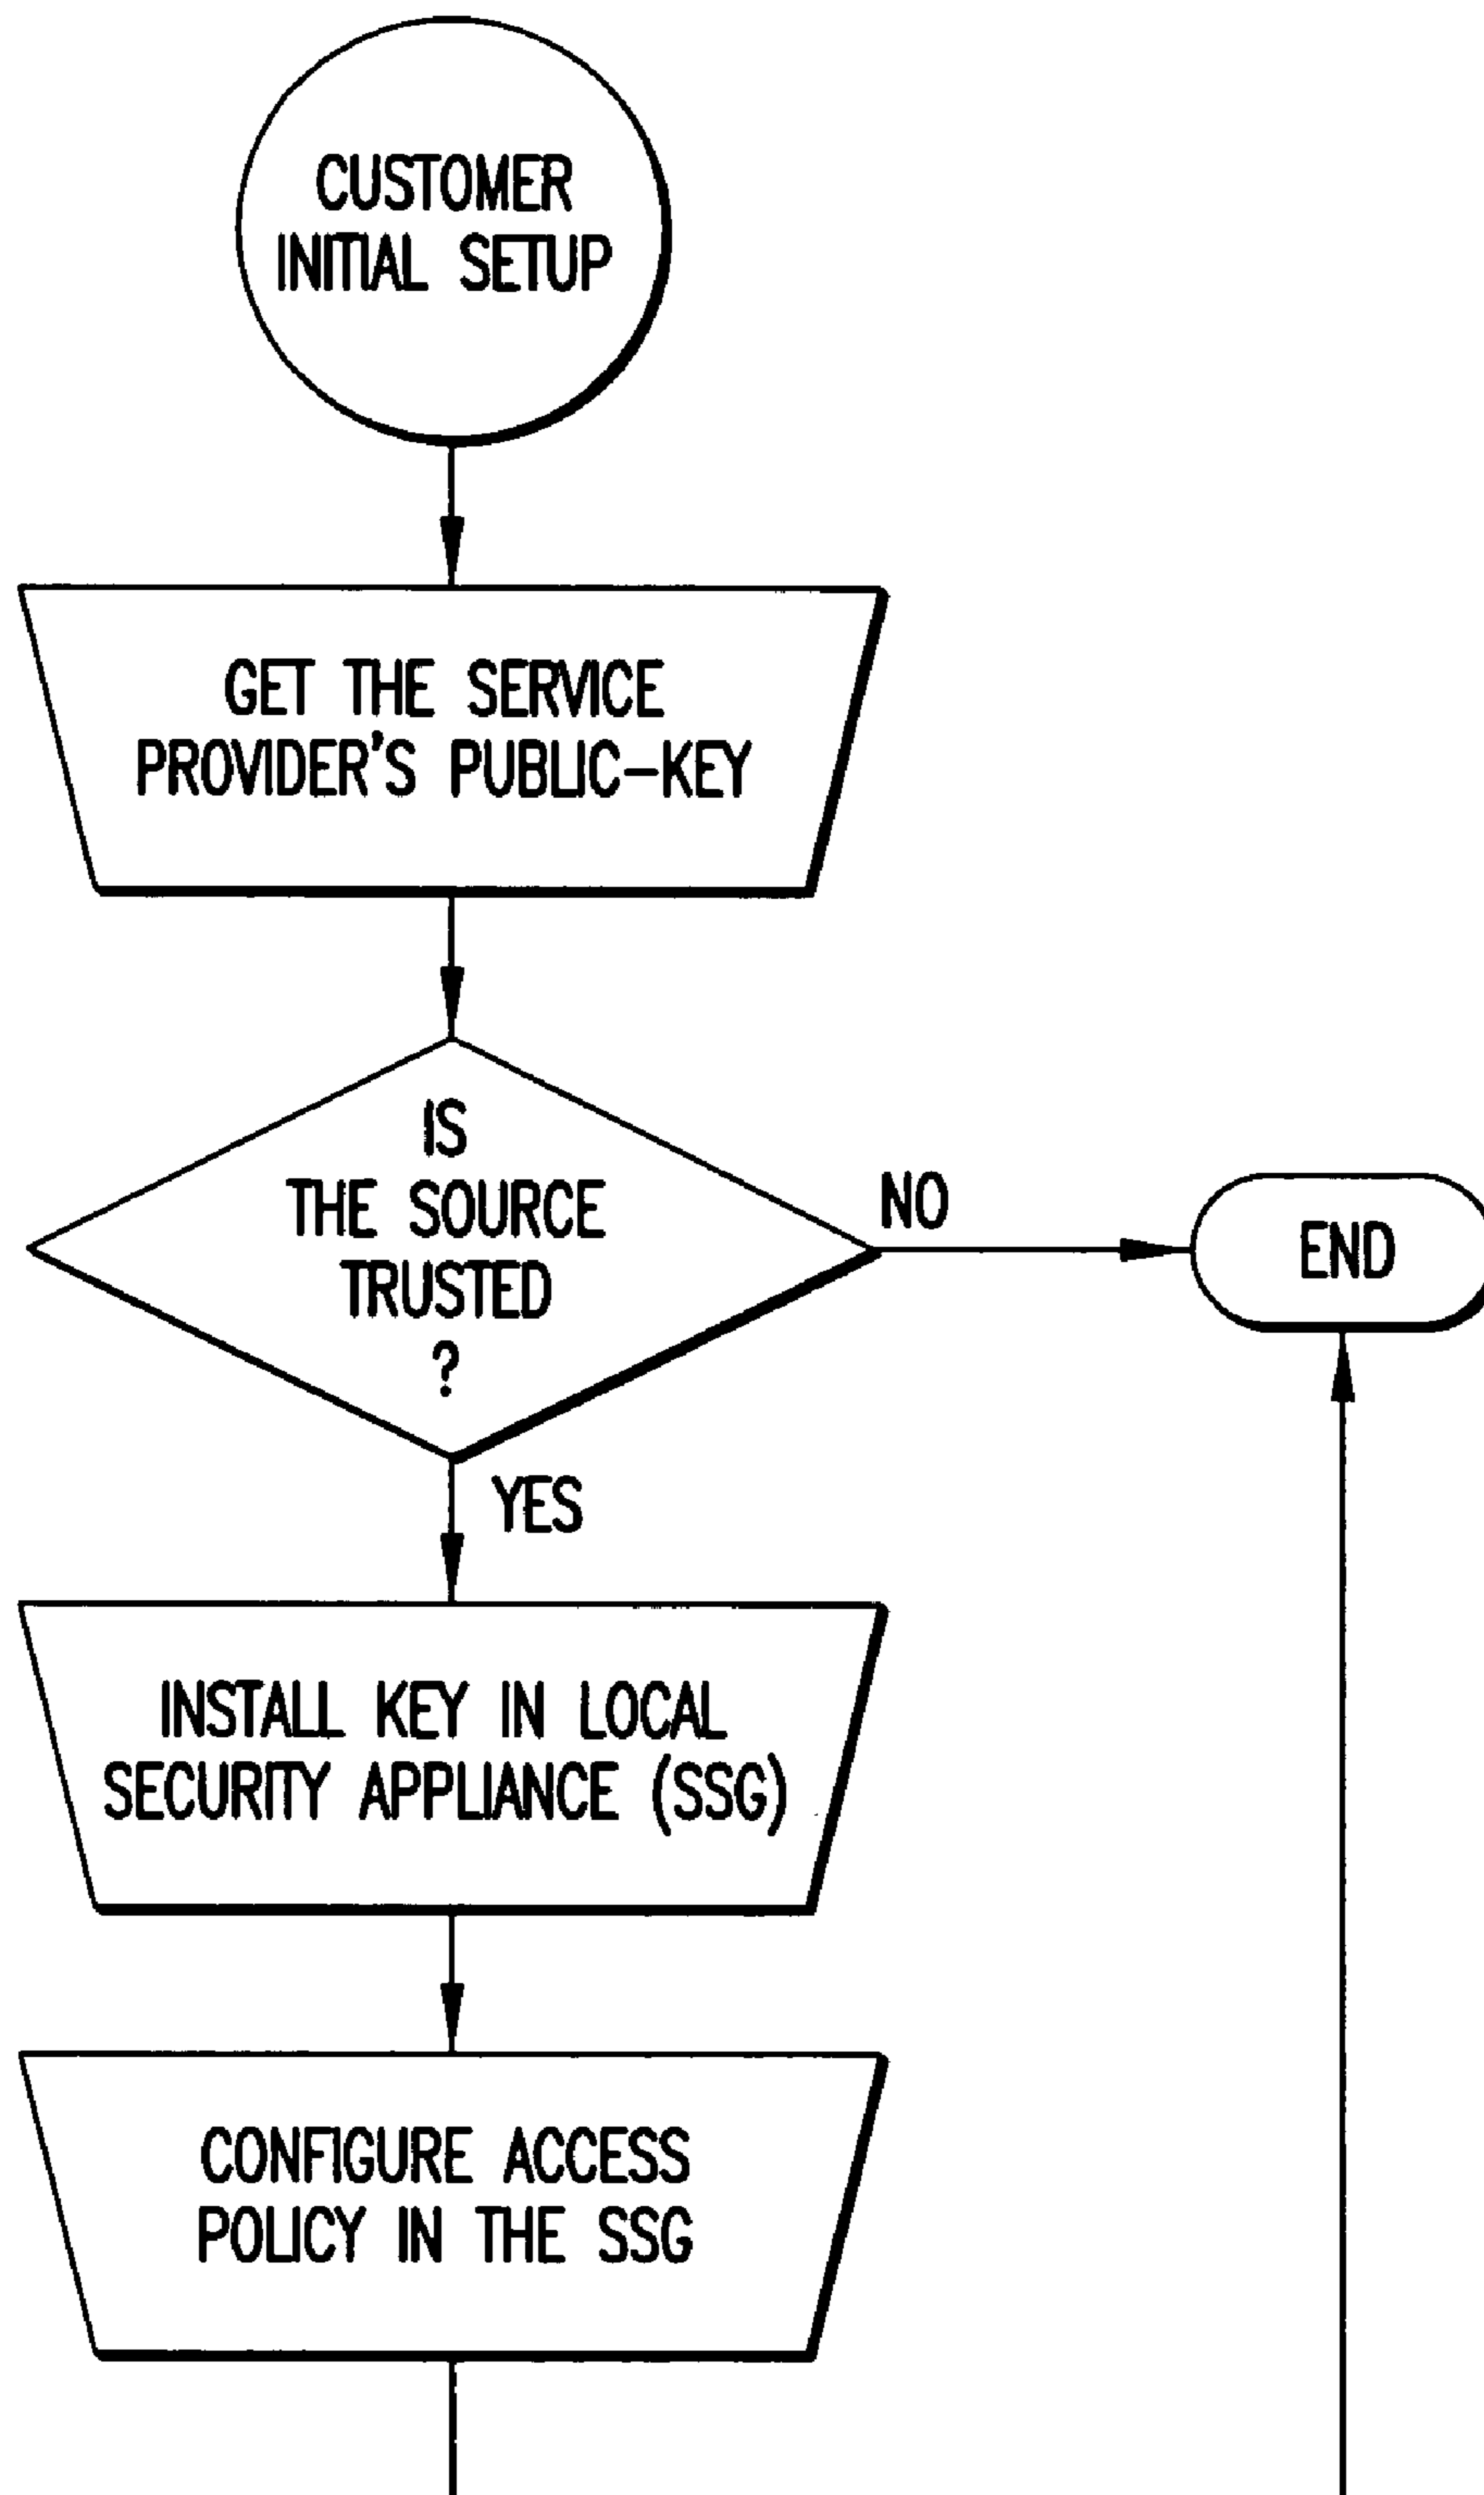 CUSTOMER
INITIAL SETUP
GET THE SERVICE
PROVIDER'S PUBLIC-KEY
IS
THE SOURCE
TRUSTED
?
NO
END
YES
INSTALL KEY IN LOCAL
SECURITY APPLIANCE (SSG)
CONFIGURE ACCESS
POLICY IN THE SSG